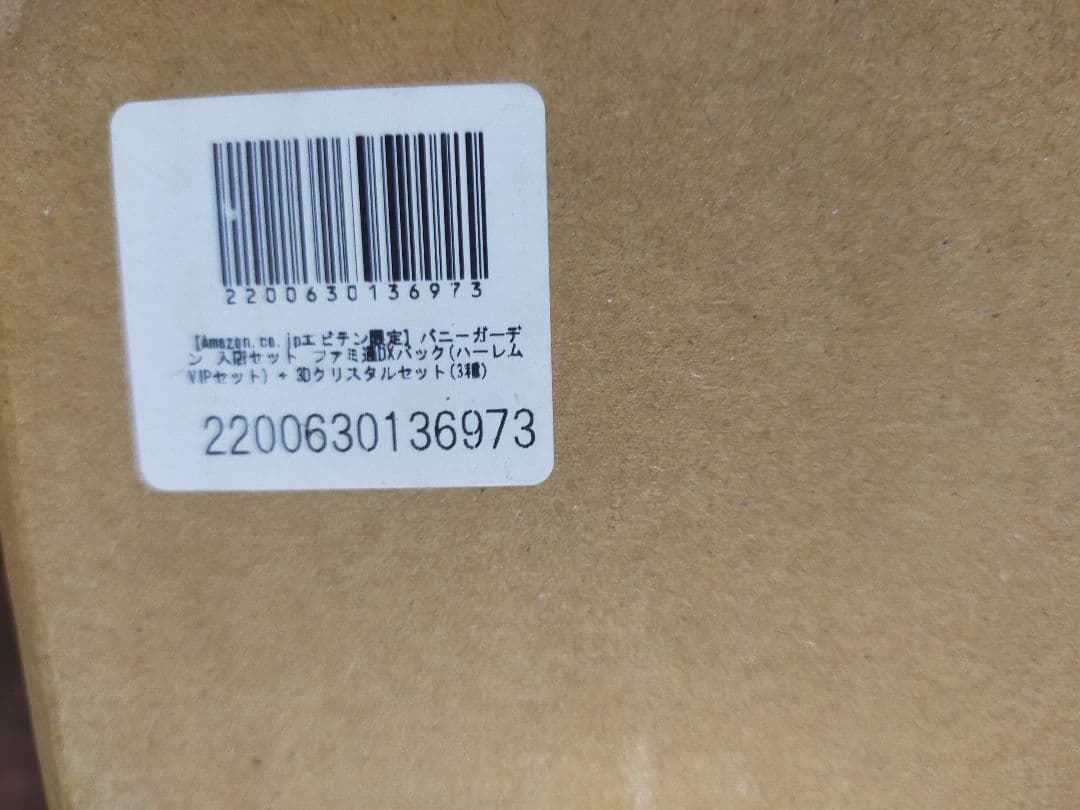 2200630136973
【Amazon.co.jpエビテン限定】バニーガーデ
ン 入店セット ファミ通DXパック(ハーレム
VIPセット) + 3Dクリスタルセット(3種)
2200630136973